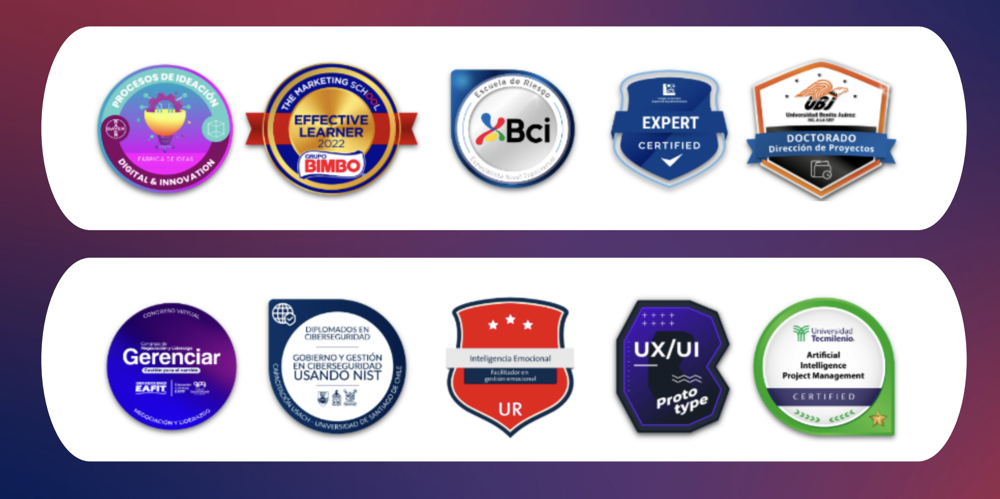 PROCESOS DE IDEACIÓN
BAYER
BAYER
FÁBRICA DE IDEAS
DIGITAL & INNOVATION
THE MARKETING SCHOOL
EFFECTIVE
LEARNER
2022
GRUPO
BIMBO
Escuela de Riesgo
Bci
Especialista Nivel Transversal
EXPERT
CERTIFIED
UBJ
Universidad Benito Juárez
DOCTORADO
Dirección de Proyectos
CONGRESO VIRTUAL
Congreso de
Negociación y Liderazgo
Gerenciar
Gestión para el cambio
UNIVERSIDAD
EAFIT
NEGOCIACIÓN Y LIDERAZGO
DIPLOMADOS EN
CIBERSEGURIDAD
GOBIERNO Y GESTIÓN
EN CIBERSEGURIDAD
USANDO NIST
CAPACITACIÓN USACH - UNIVERSIDAD DE SANTIAGO DE CHILE
Inteligencia Emocional
Facilitador en
gestión emocional
UR
UX/UI
Proto
type
Universidad
Tecmilenio.
Artificial
Intelligence
Project Management
CERTIFIED